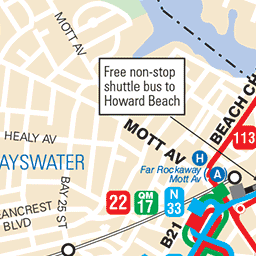 MOTT AV
Free non-stop
shuttle bus to
Howard Beach
BEACH CH
HEALY AV
MOTT AV
113
H
AYSWATER
Far Rockaway
Mott Av
A
BAY 25 ST
22
QM
17
N
33
EANCREST
BLVD
B21